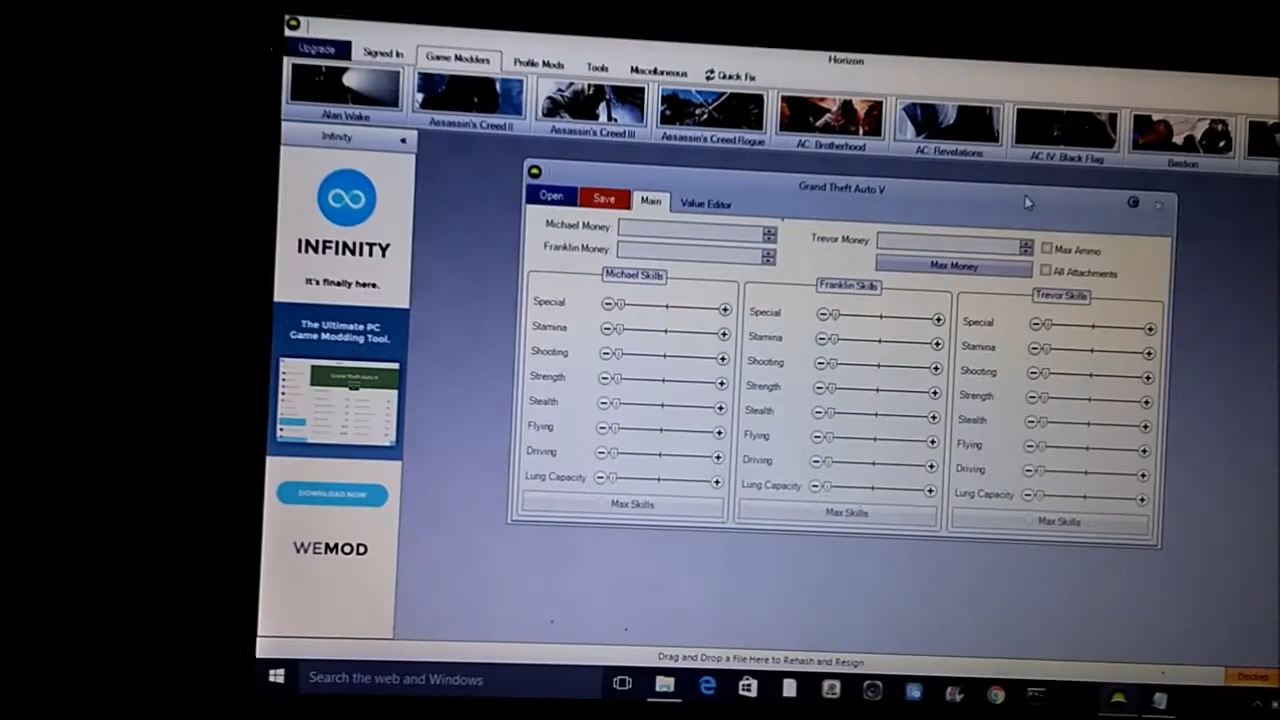 Horizon
Upgrade Signed In Game Modders Profile Mods Tools Miscellaneous Quick Fix
Alan Wake Assassin's Creed II Assassin's Creed III Assassin's Creed Rogue AC: Brotherhood AC: Revelations AC IV: Black Flag Bastion
Infinity «
INFINITY
It's finally here.
The Ultimate PC
Game Modding Tool.
Grand Theft Auto V
DOWNLOAD NOW
WEMOD
Grand Theft Auto V
Open Save Main Value Editor
Michael Money: Trevor Money: Max Ammo
Franklin Money: Max Money All Attachments
Michael Skills
Special
Stamina
Shooting
Strength
Stealth
Flying
Driving
Lung Capacity
Max Skills
Franklin Skills
Special
Stamina
Shooting
Strength
Stealth
Flying
Driving
Lung Capacity
Max Skills
Trevor Skills
Special
Stamina
Shooting
Strength
Stealth
Flying
Driving
Lung Capacity
Max Skills
Drag and Drop a File Here to Rehash and Resign
Docked
Search the web and Windows